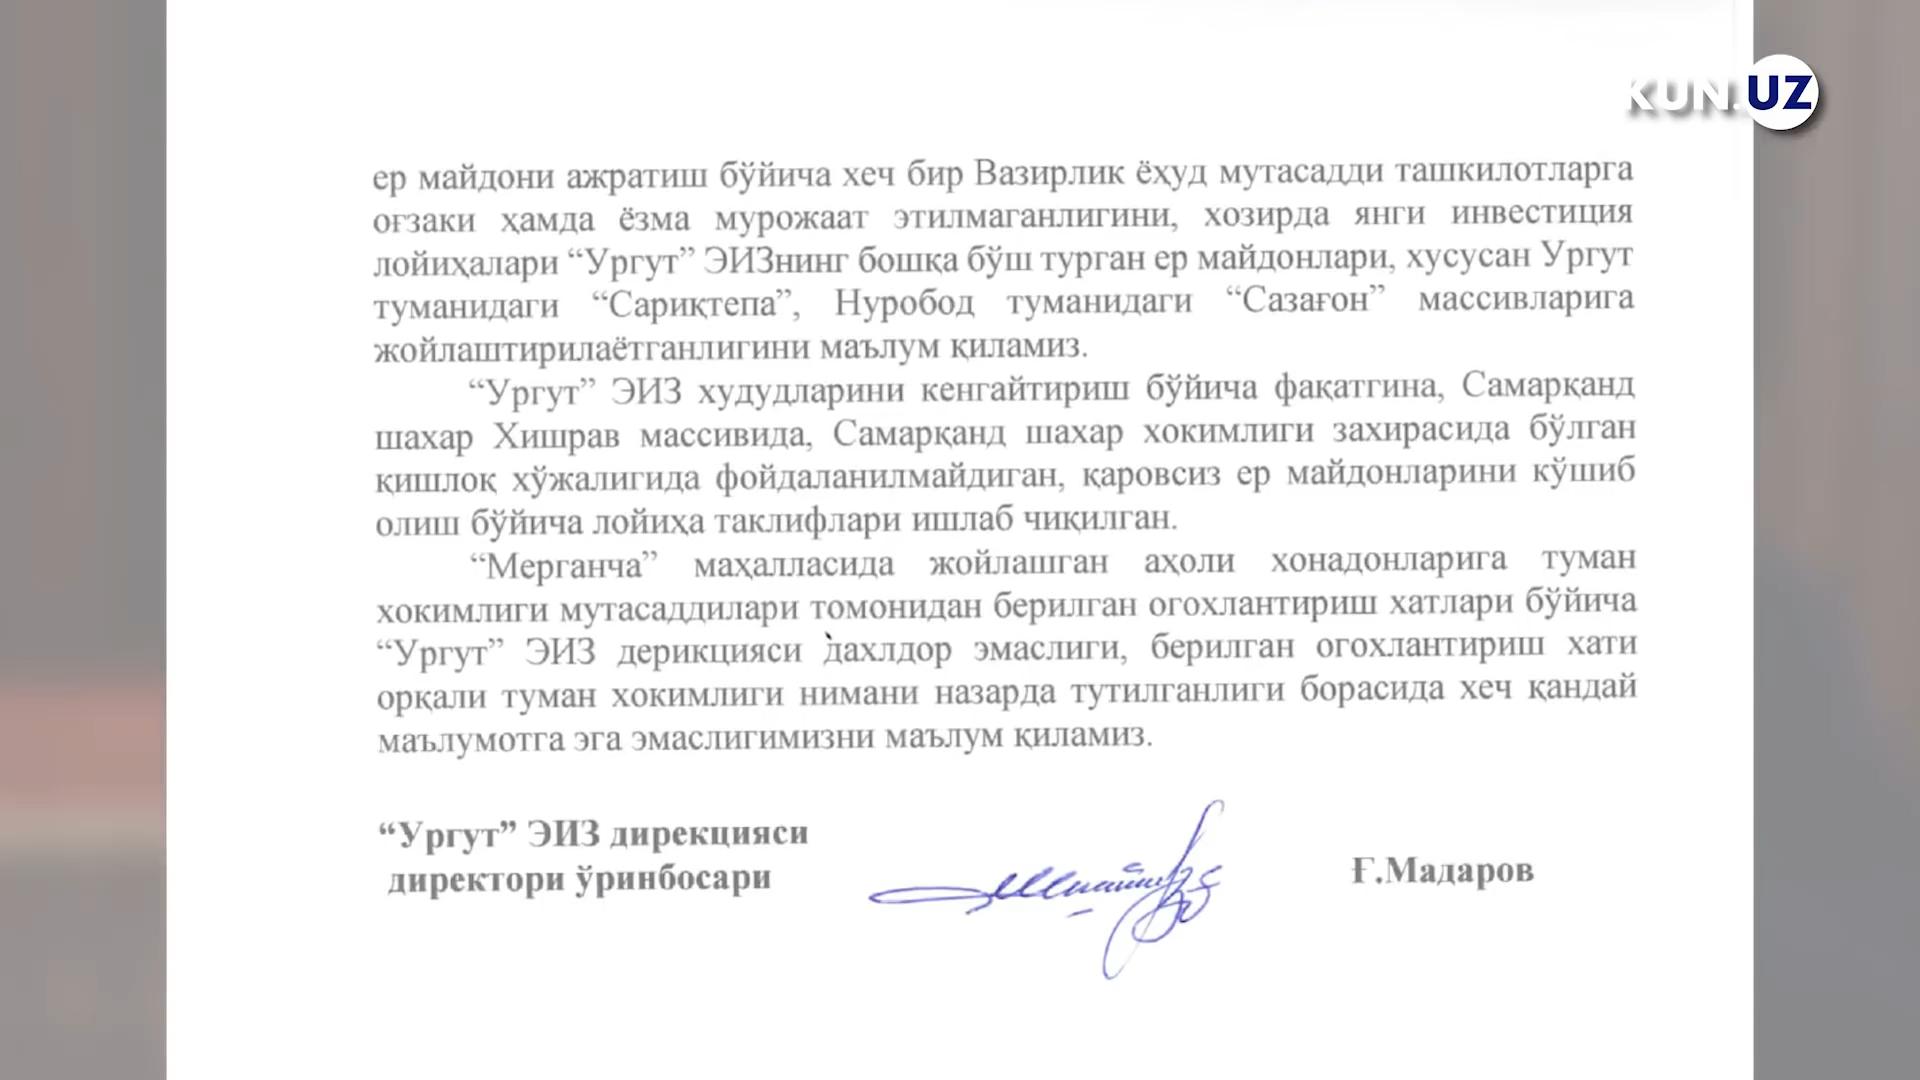 KUN.UZ
ер майдони ажратиш бўйича хеч бир Вазирлик ёҳуд мутасадди ташкилотларга
оғзаки ҳамда ёзма мурожаат этилмаганлигини, хозирда янги инвестиция
лойиҳалари “Ургут” ЭИЗнинг бошқа бўш турган ер майдонлари, хусусан Ургут
туманидаги “Сариқтепа”, Нуробод туманидаги “Сазағон” массивларига
жойлаштирилаётганлигини маълум қиламиз.
“Ургут” ЭИЗ худудларини кенгайтириш бўйича фақатгина, Самарқанд
шахар Хишрав массивида, Самарқанд шахар хокимлиги захирасида бўлган
қишлоқ хўжалигида фойдаланилмайдиган, қаровсиз ер майдонларини кўшиб
олиш бўйича лойиҳа таклифлари ишлаб чиқилган.
“Мерганча” маҳалласида жойлашган аҳоли хонадонларига туман
хокимлиги мутасаддилари томонидан берилган огохлантириш хатлари бўйича
“Ургут” ЭИЗ дерикцияси дахлдор эмаслиги, берилган огохлантириш хати
орқали туман хокимлиги нимани назарда тутилганлиги борасида хеч қандай
маълумотга эга эмаслигимизни маълум қиламиз.
“Ургут” ЭИЗ дирекцияси
директори ўринбосари
Ғ.Мадаров